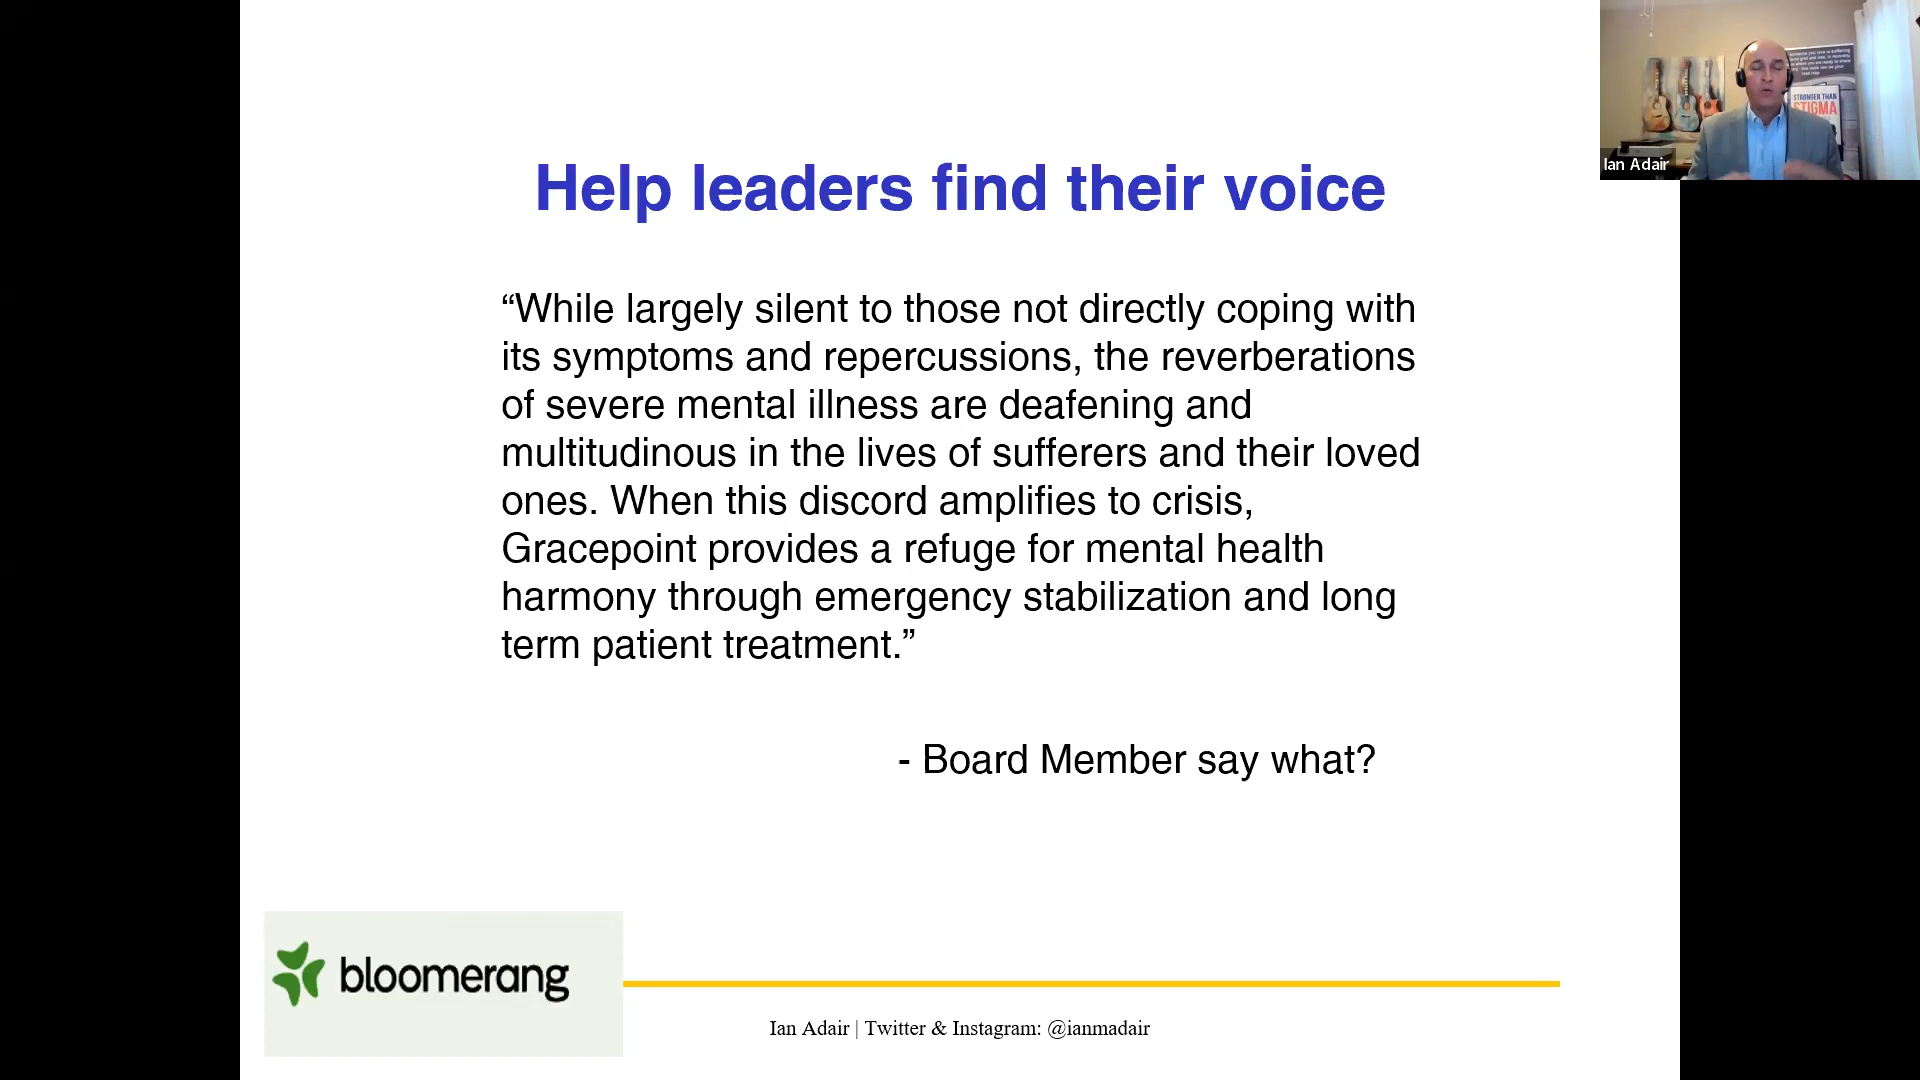 Help leaders find their voice
“While largely silent to those not directly coping with
its symptoms and repercussions, the reverberations
of severe mental illness are deafening and
multitudinous in the lives of sufferers and their loved
ones. When this discord amplifies to crisis,
Gracepoint provides a refuge for mental health
harmony through emergency stabilization and long
term patient treatment.”
- Board Member say what?
bloomerang
Ian Adair | Twitter & Instagram: @ianmadair
STRONGER THAN
STIGMA
Ian Adair